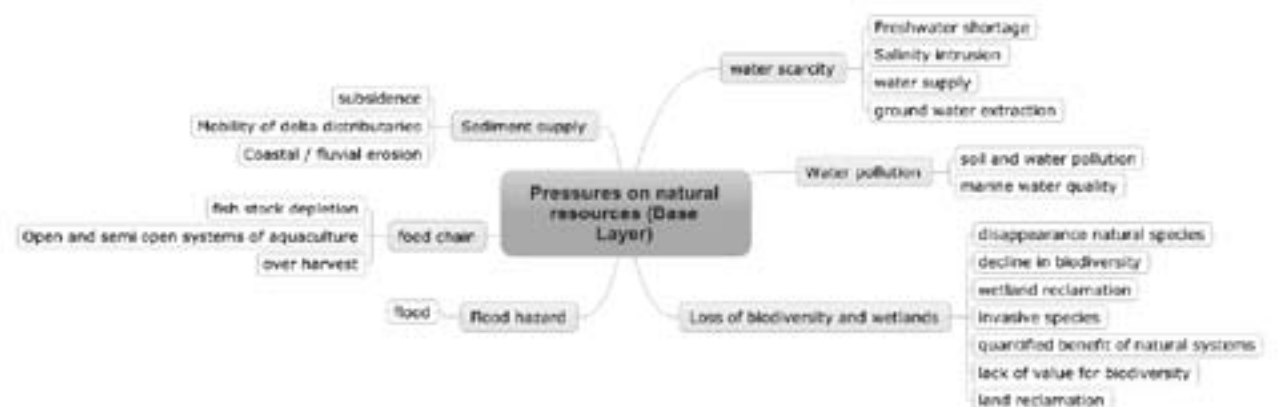 Freshwater shortage
Salinity intrusion
water scarcity
water supply
ground water extraction
subsidence
Mobility of delta distributaries
Sediment supply
Coastal / fluvial erosion
Water pollution
soil and water pollution
marine water quality
Pressures on natural
resources (Base
Layer)
fish stock depletion
Open and semi open systems of aquaculture
food chain
over harvest
flood
Flood hazard
Loss of biodiversity and wetlands
disappearance natural species
decline in biodiversity
wetland reclamation
invasive species
quantified benefit of natural systems
lack of value for biodiversity
land reclamation